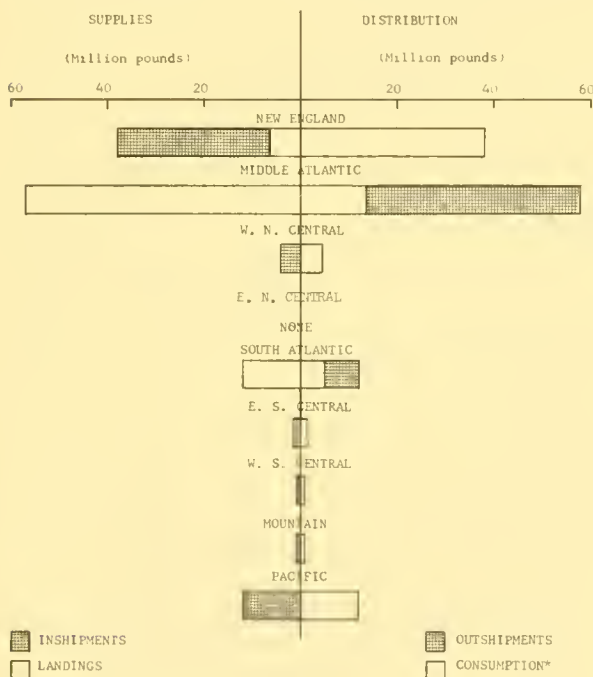 SUPPLIES DISTRIBUTION
(Million pounds) (Million pounds)
60 40 20 20 40 60
NEW ENGLAND
MIDDLE ATLANTIC
W. N. CENTRAL
E. N. CENTRAL
NONE
SOUTH ATLANTIC
E. S. CENTRAL
W. S. CENTRAL
MOUNTAIN
PACIFIC
INSHIPMENTS OUTSHIPMENTS
LANDINGS CONSUMPTION*